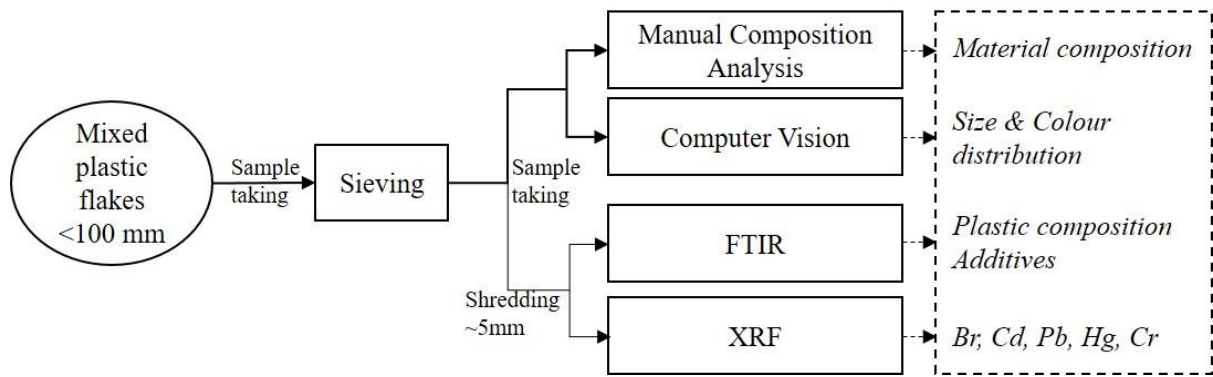 Mixed
plastic
flakes
<100 mm
Sample
taking
Sieving
Sample
taking
Shredding
~5mm
Manual Composition
Analysis
Computer Vision
FTIR
XRF
Material composition
Size & Colour
distribution
Plastic composition
Additives
Br, Cd, Pb, Hg, Cr